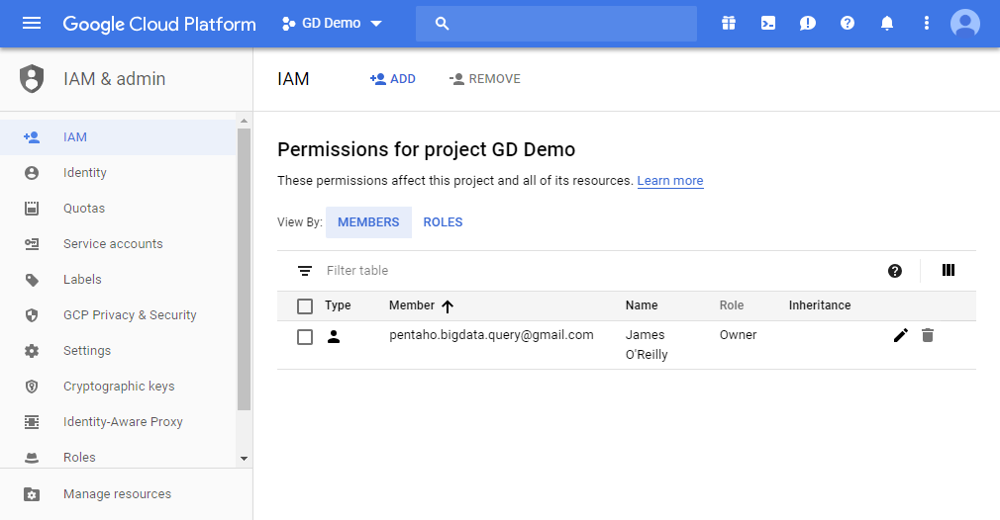 Google Cloud Platform GD Demo
IAM & admin
IAM
Identity
Quotas
Service accounts
Labels
GCP Privacy & Security
Settings
Cryptographic keys
Identity-Aware Proxy
Roles
Manage resources
IAM ADD REMOVE
Permissions for project GD Demo
These permissions affect this project and all of its resources. Learn more
View By: MEMBERS ROLES
Filter table
Type Member Name Role Inheritance
pentaho.bigdata.query@gmail.com James Owner
O'Reilly